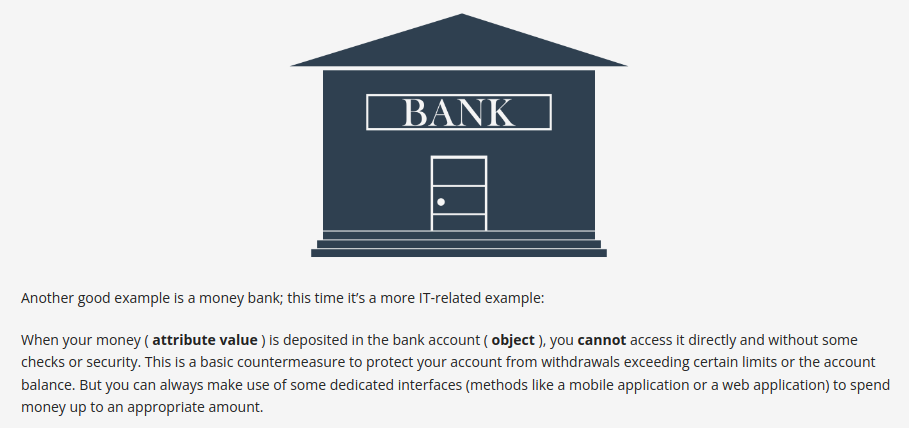 BANK
Another good example is a money bank; this time it’s a more IT-related example:
When your money ( attribute value ) is deposited in the bank account ( object ), you cannot access it directly and without some
checks or security. This is a basic countermeasure to protect your account from withdrawals exceeding certain limits or the account
balance. But you can always make use of some dedicated interfaces (methods like a mobile application or a web application) to spend
money up to an appropriate amount.